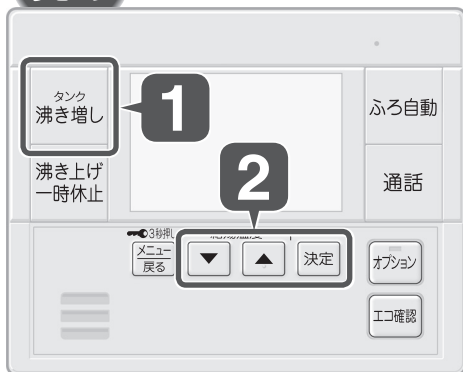 タンク
沸き増し
1
ふろ自動
沸き上げ
一時休止
2
通話
3秒押し
メニュー
戻る
▼
▲
決定
オプション
エコ確認